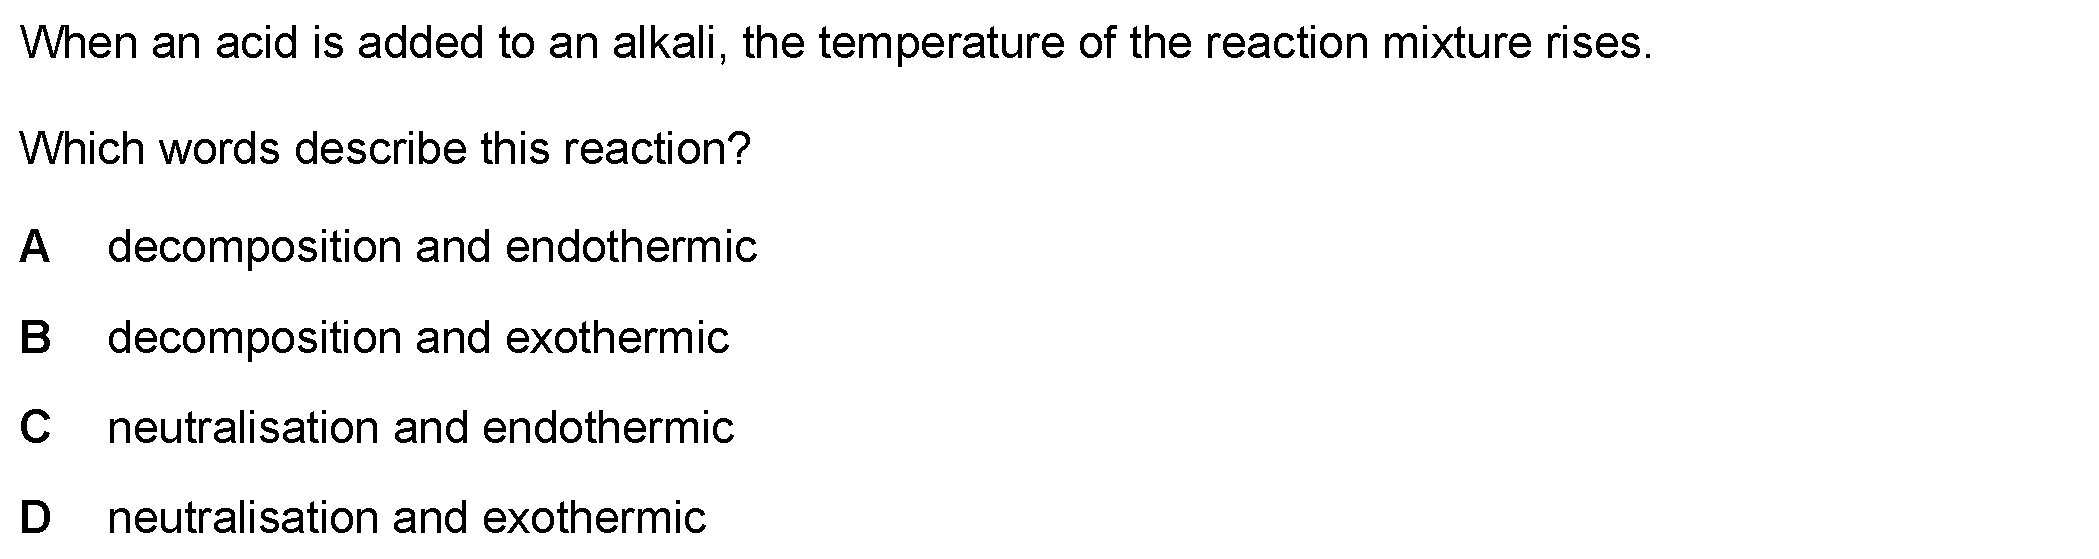 When an acid is added to an alkali, the temperature of the reaction mixture rises.
Which words describe this reaction?
A decomposition and endothermic
B decomposition and exothermic
C neutralisation and endothermic
D neutralisation and exothermic